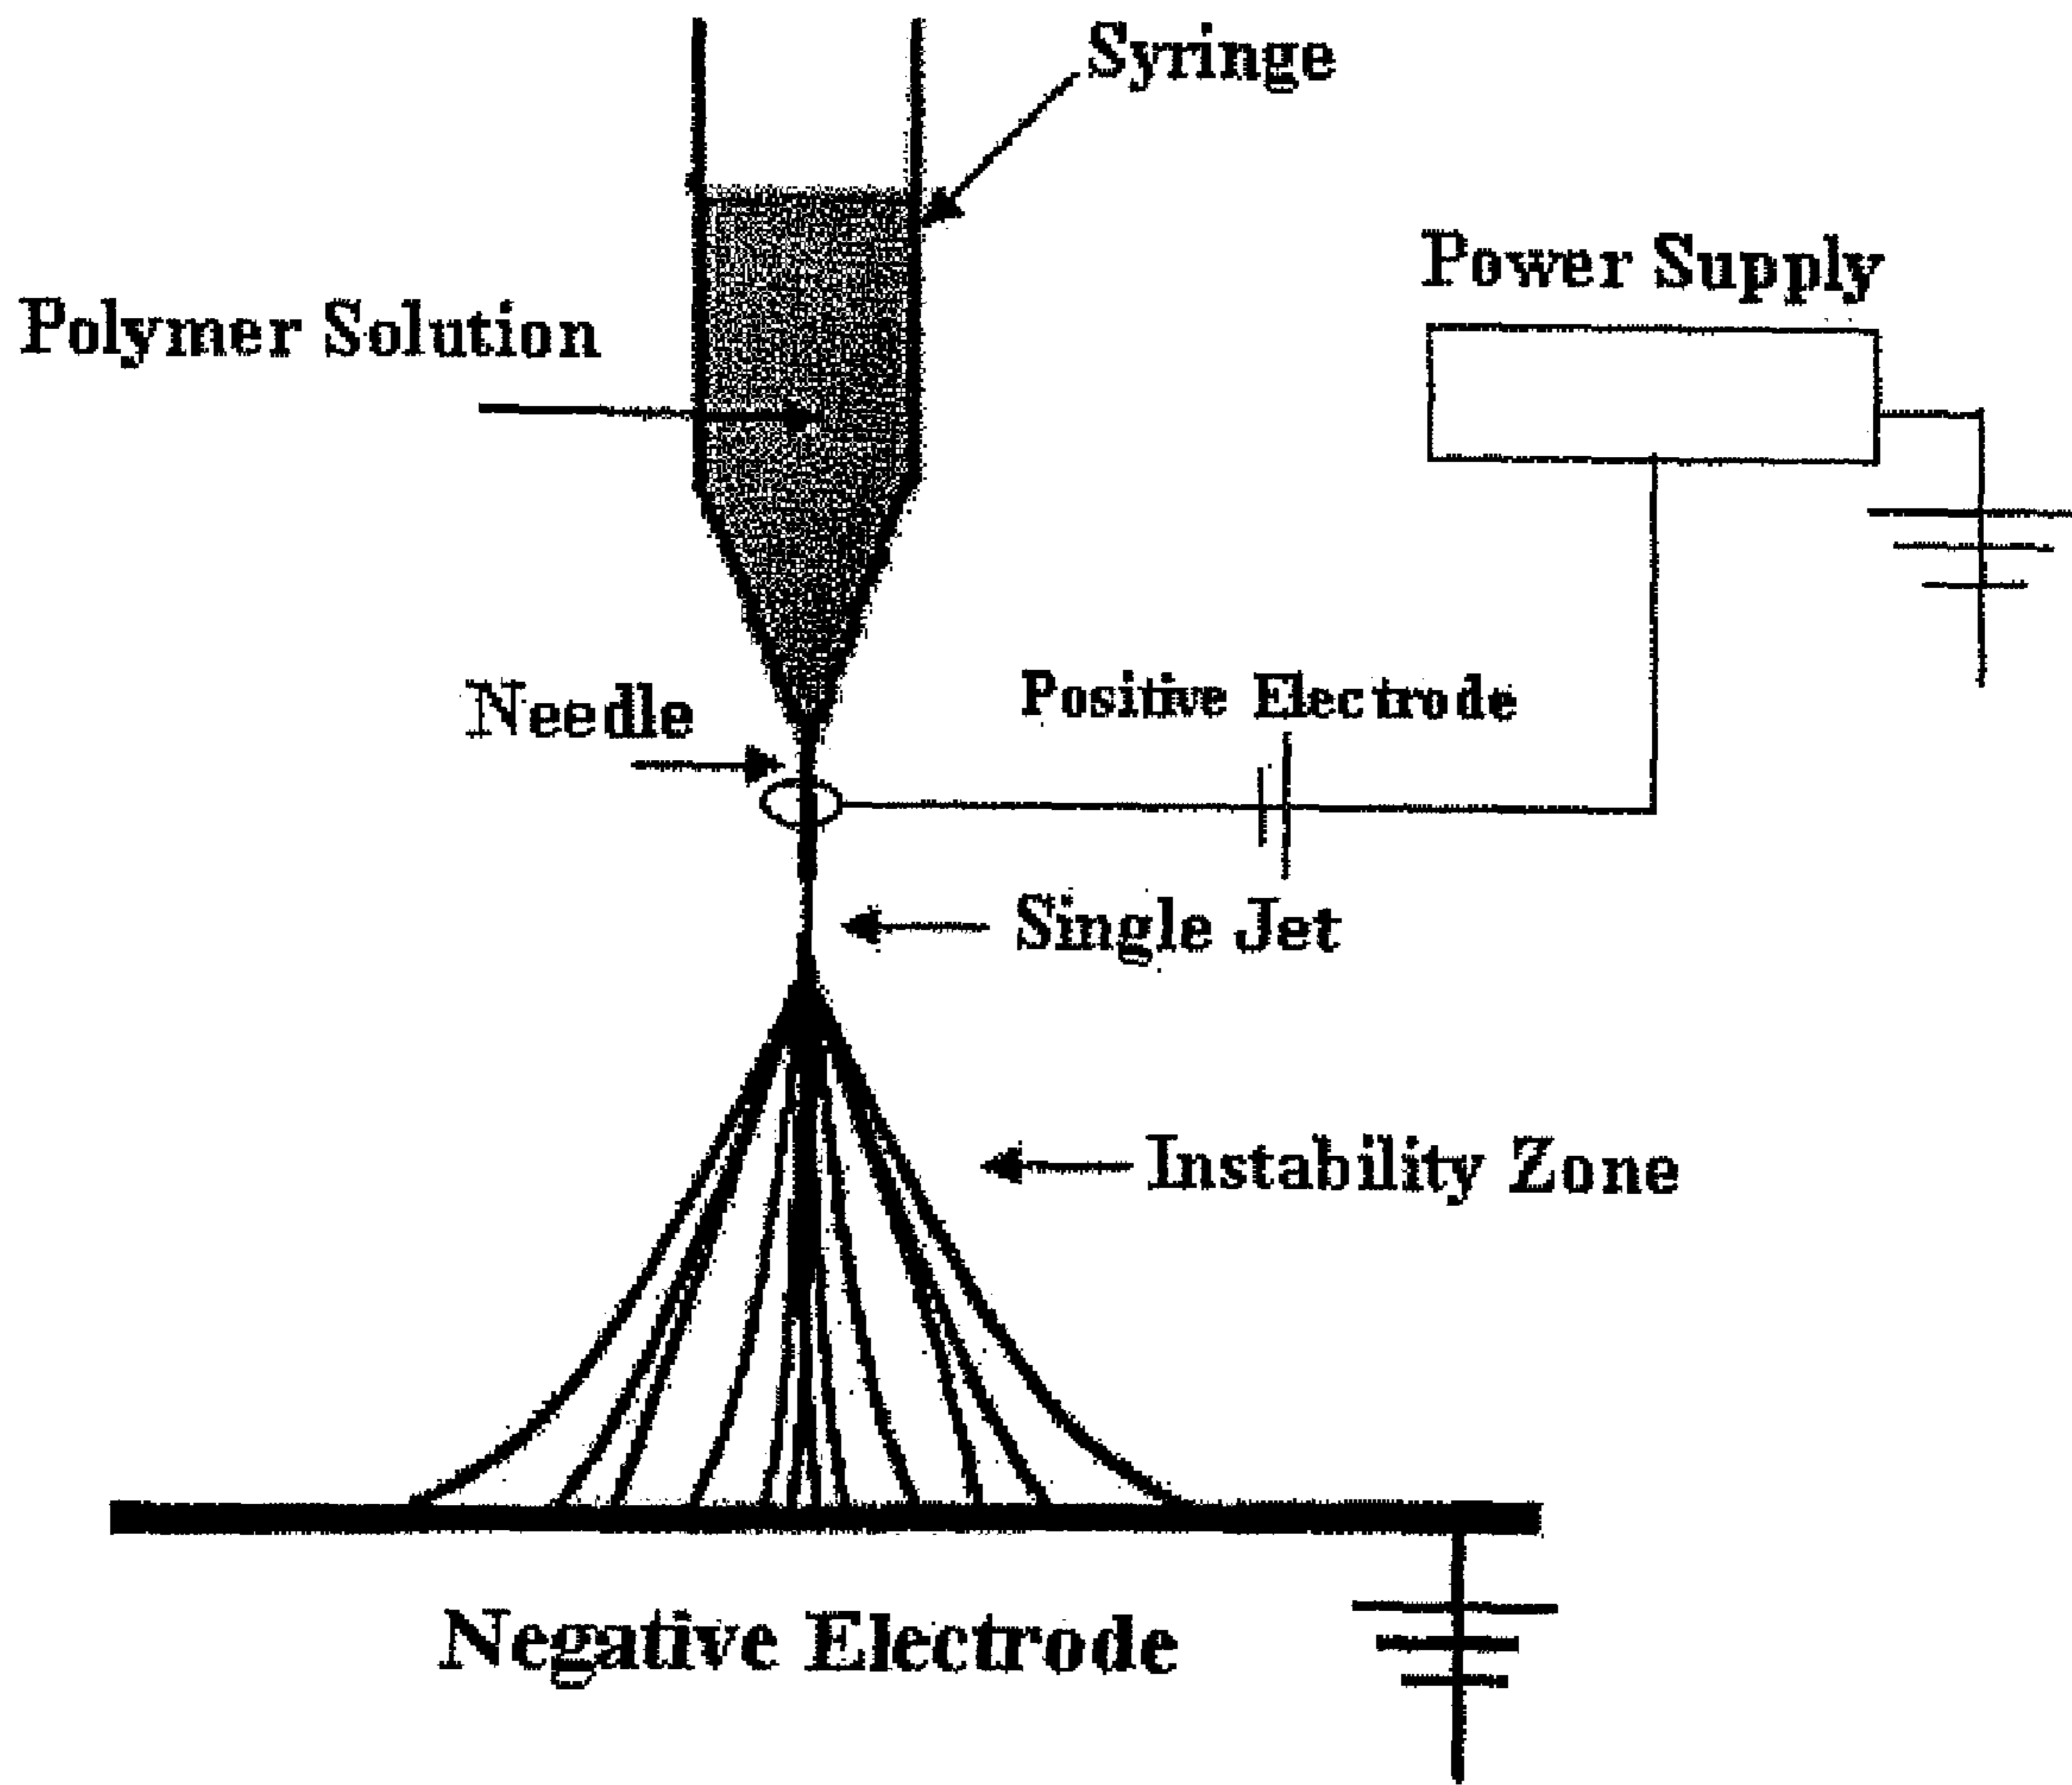 Syringe
Power Supply
Polymer Solution
Needle
Positive Electrode
Single Jet
Instability Zone
Negative Electrode